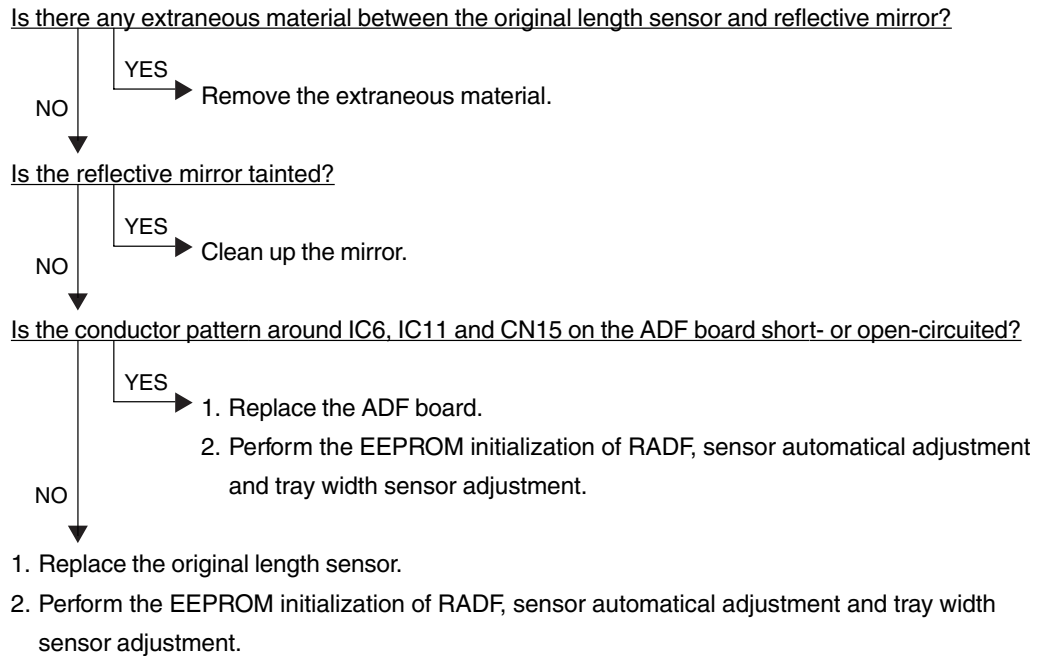 Is there any extraneous material between the original length sensor and reflective mirror?
YES
Remove the extraneous material.
NO
Is the reflective mirror tainted?
YES
Clean up the mirror.
NO
Is the conductor pattern around IC6, IC11 and CN15 on the ADF board short- or open-circuited?
YES
1. Replace the ADF board.
2. Perform the EEPROM initialization of RADF, sensor automatical adjustment
and tray width sensor adjustment.
NO
1. Replace the original length sensor.
2. Perform the EEPROM initialization of RADF, sensor automatical adjustment and tray width
sensor adjustment.